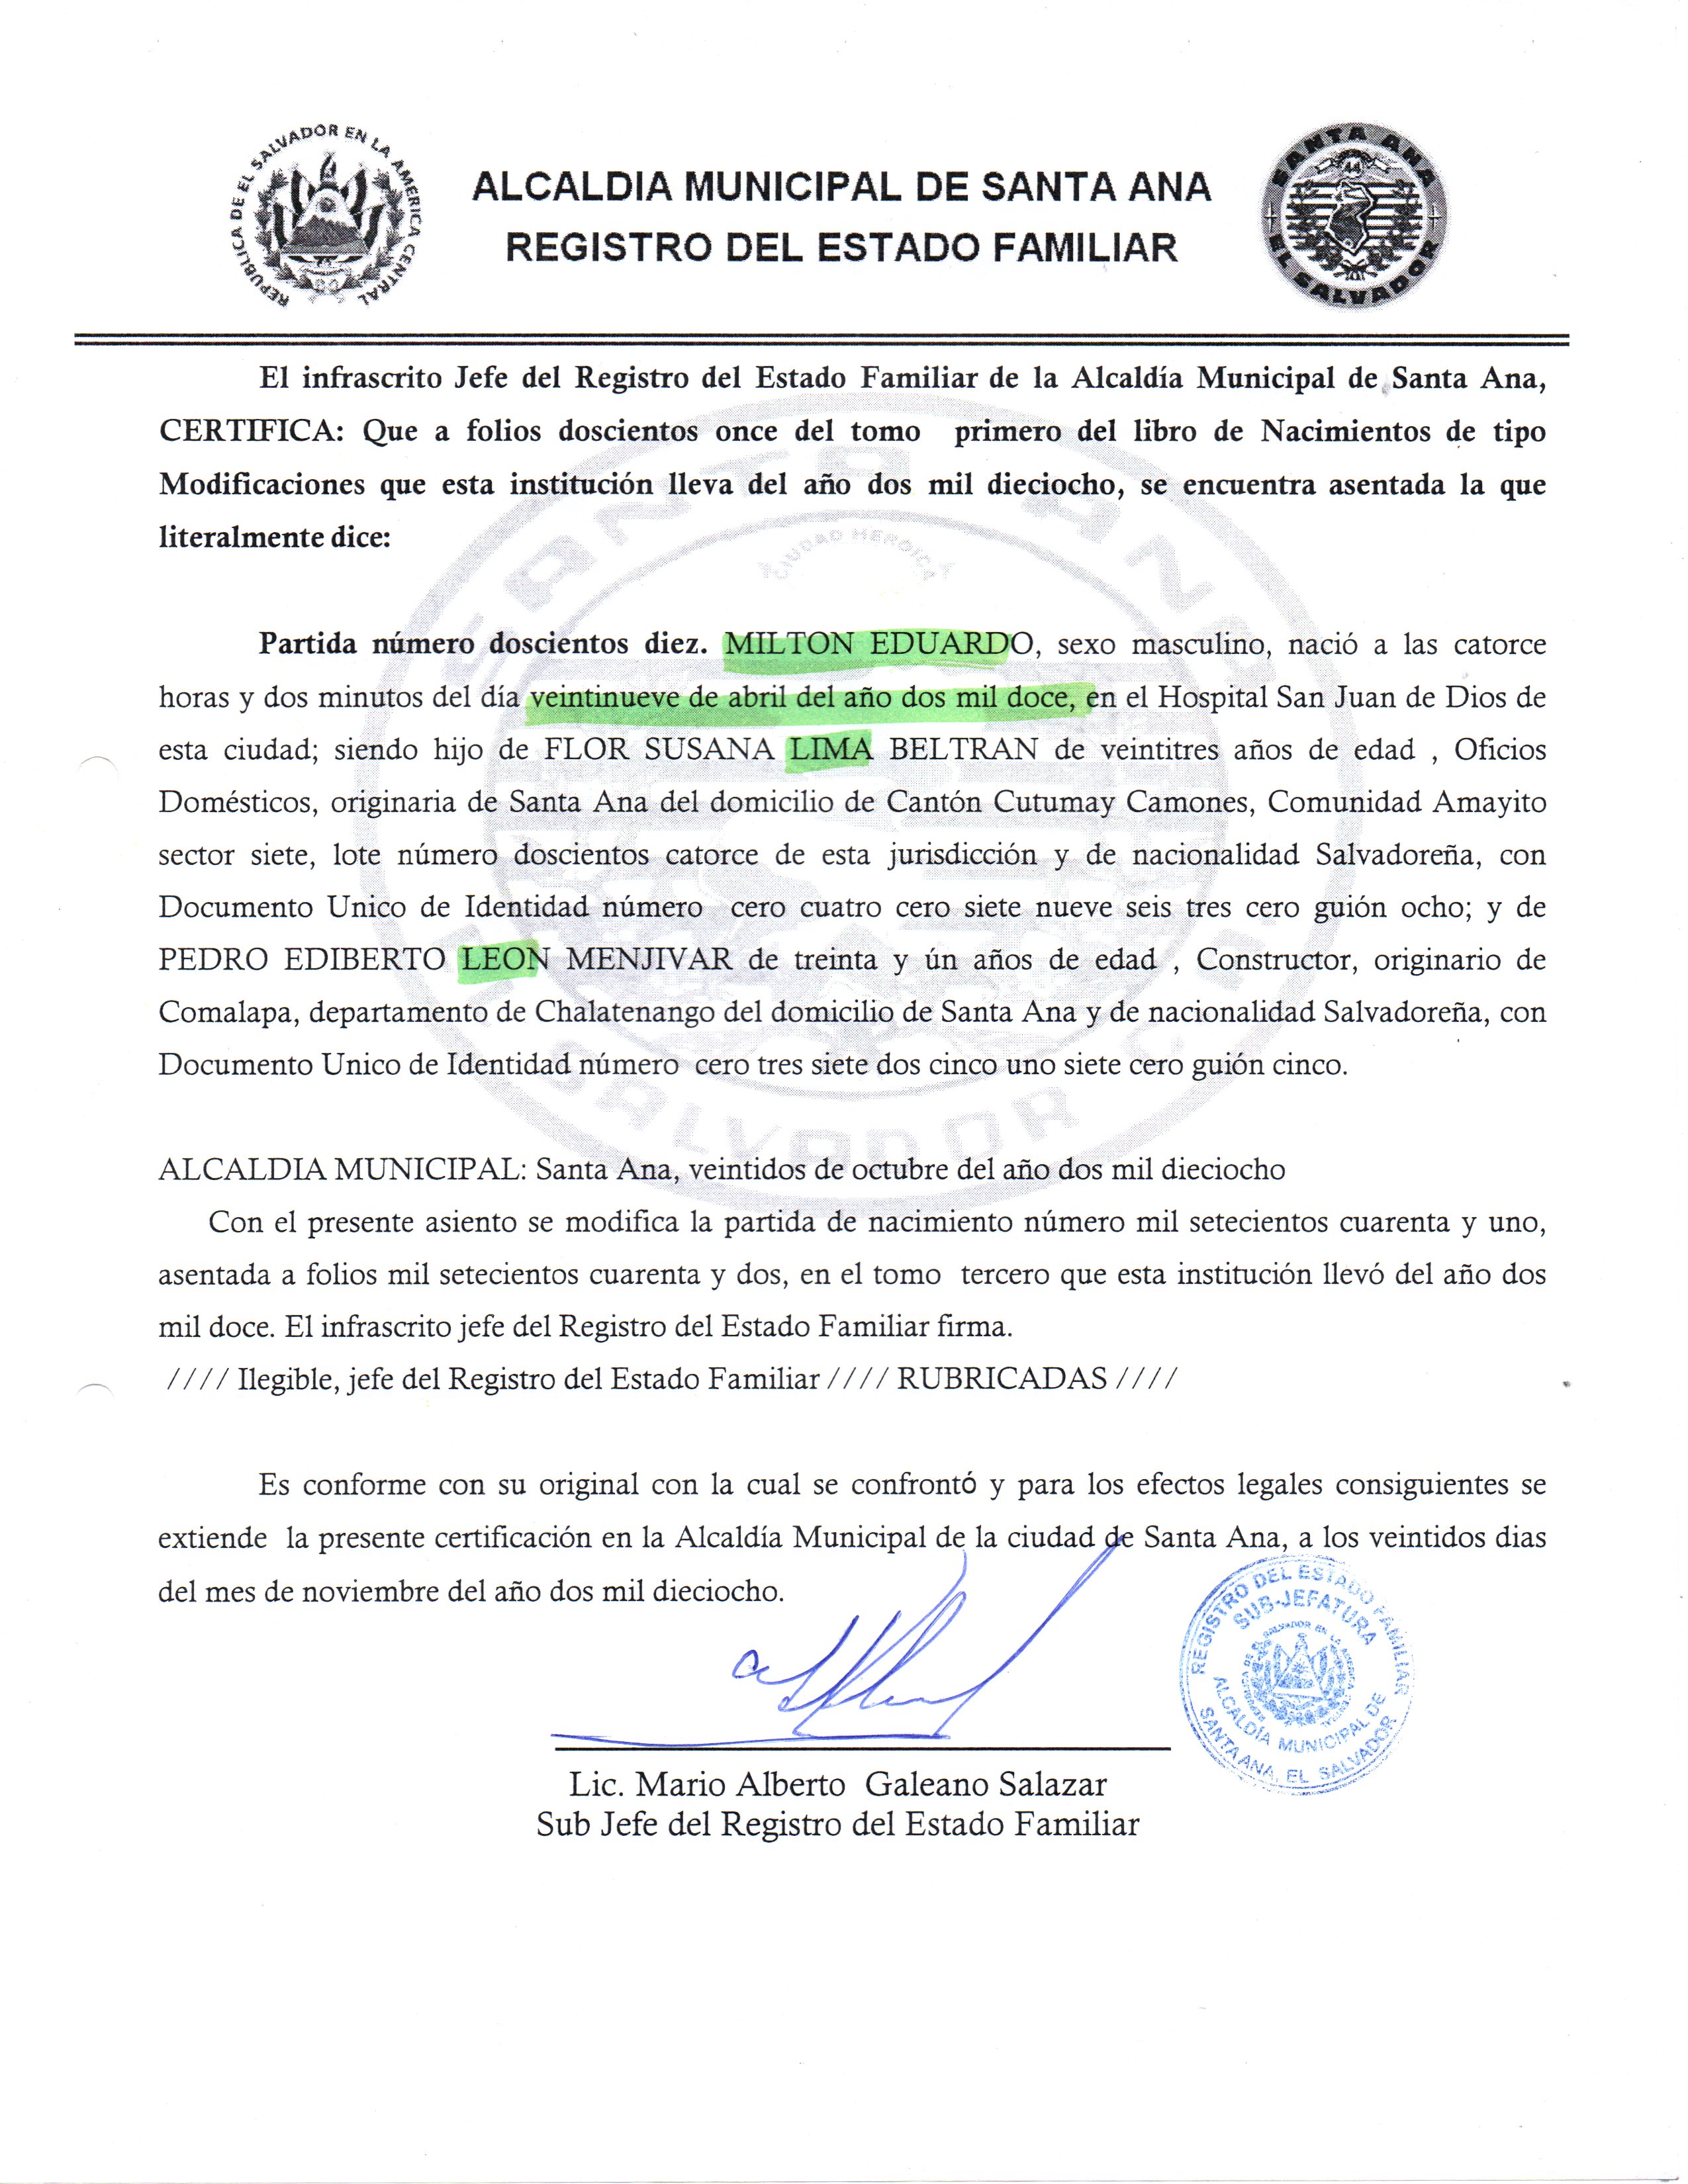 REPUBLICA DE EL SALVADOR EN LA AMERICA CENTRAL
ALCALDIA MUNICIPAL DE SANTA ANA
REGISTRO DEL ESTADO FAMILIAR
SANTA ANA
44
EL SALVADOR
El infrascrito Jefe del Registro del Estado Familiar de la Alcaldía Municipal de Santa Ana,
CERTIFICA: Que a folios doscientos once del tomo primero del libro de Nacimientos de tipo
Modificaciones que esta institución lleva del año dos mil dieciocho, se encuentra asentada la que
literalmente dice:
SANTA ANA
CIUDAD HEROICA
EL SALVADOR C.A.
Partida número doscientos diez. MILTON EDUARDO, sexo masculino, nació a las catorce
horas y dos minutos del día veintinueve de abril del año dos mil doce, en el Hospital San Juan de Dios de
esta ciudad; siendo hijo de FLOR SUSANA LIMA BELTRAN de veintitres años de edad , Oficios
Domésticos, originaria de Santa Ana del domicilio de Cantón Cutumay Camones, Comunidad Amayito
sector siete, lote número doscientos catorce de esta jurisdicción y de nacionalidad Salvadoreña, con
Documento Unico de Identidad número cero cuatro cero siete nueve seis tres cero guión ocho; y de
PEDRO EDIBERTO LEON MENJIVAR de treinta y ún años de edad , Constructor, originario de
Comalapa, departamento de Chalatenango del domicilio de Santa Ana y de nacionalidad Salvadoreña, con
Documento Unico de Identidad número cero tres siete dos cinco uno siete cero guión cinco.
ALCALDIA MUNICIPAL: Santa Ana, veintidos de octubre del año dos mil dieciocho
Con el presente asiento se modifica la partida de nacimiento número mil setecientos cuarenta y uno,
asentada a folios mil setecientos cuarenta y dos, en el tomo tercero que esta institución llevó del año dos
mil doce. El infrascrito jefe del Registro del Estado Familiar firma.
//// Ilegible, jefe del Registro del Estado Familiar //// RUBRICADAS ////
Es conforme con su original con la cual se confrontó y para los efectos legales consiguientes se
extiende la presente certificación en la Alcaldía Municipal de la ciudad de Santa Ana, a los veintidos dias
del mes de noviembre del año dos mil dieciocho.
REGISTRO DEL ESTADO FAMILIAR
SUB-JEFATURA
ALCALDÍA MUNICIPAL DE
SANTA ANA, EL SALVADOR
Lic. Mario Alberto Galeano Salazar
Sub Jefe del Registro del Estado Familiar